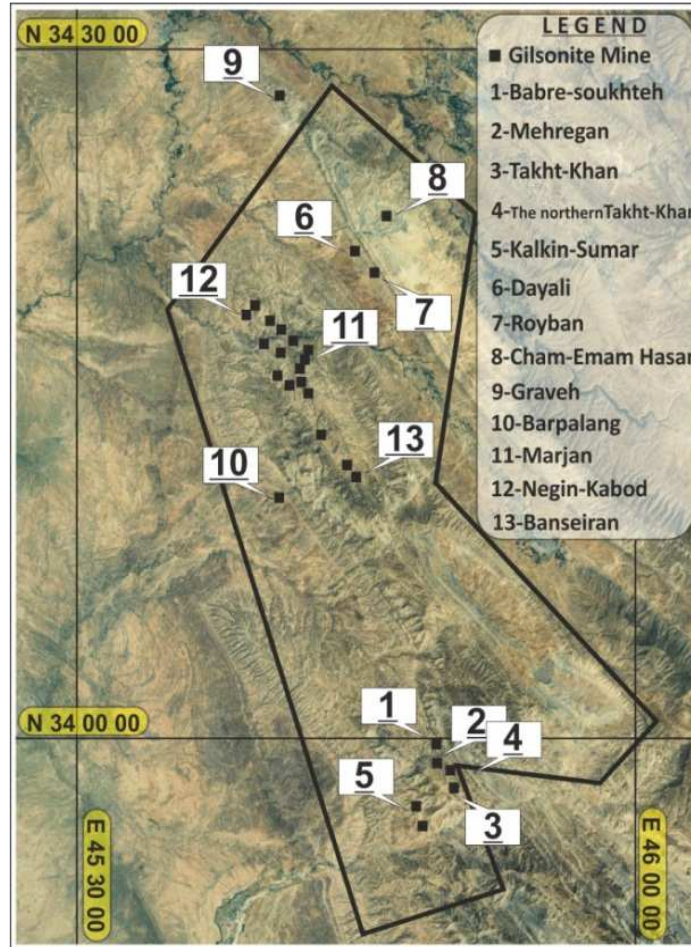 N 34 30 00
LEGEND
■ Gilsonite Mine
1-Babre-soukhteh
2-Mehregan
3-Takht-Khan
4-The northernTakht-Khan
5-Kalkin-Sumar
6-Dayali
7-Royban
8-Cham-Emam Hasan
9-Graveh
10-Barpalang
11-Marjan
12-Negin-Kabod
13-Banseiran
9
8
6
7
12
11
13
10
N 34 00 00
1
2
4
5
3
E 45 30 00
E 46 00 00